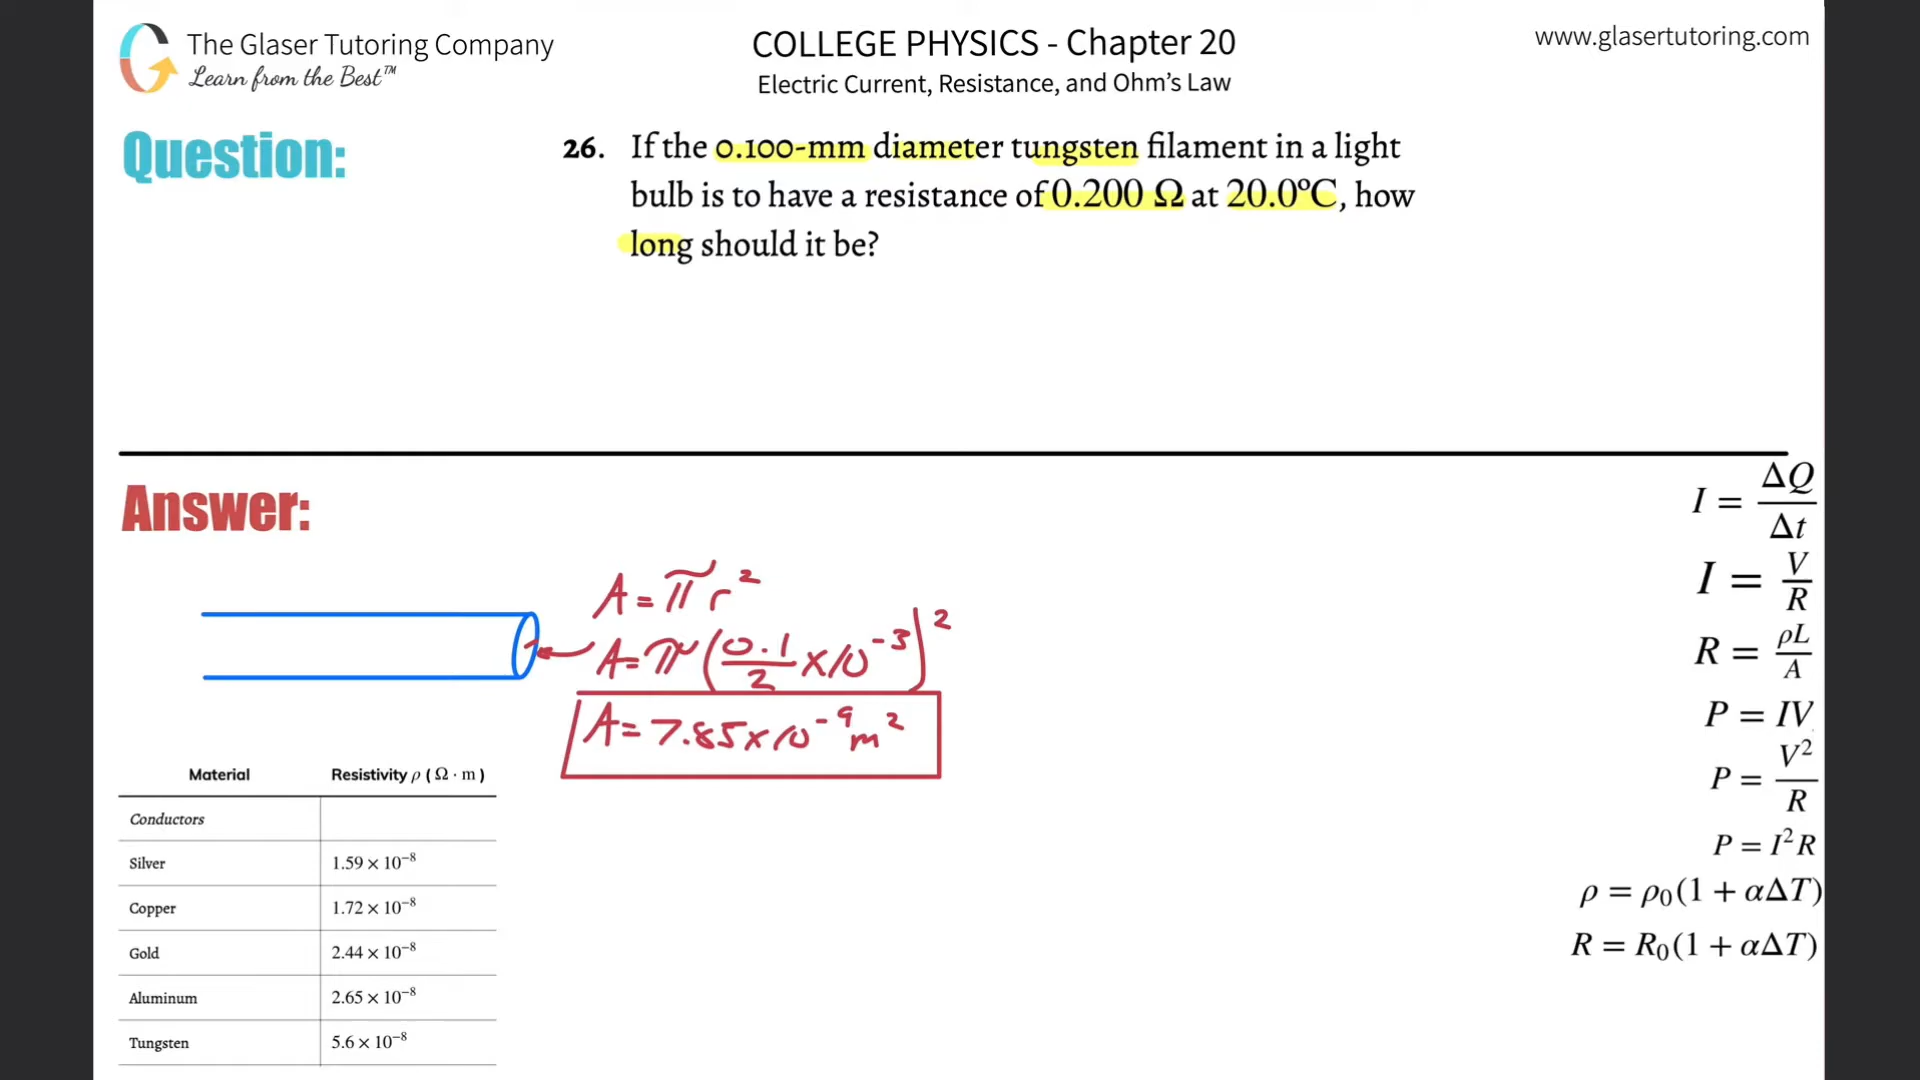 The Glaser Tutoring Company
Learn from the Best™
COLLEGE PHYSICS - Chapter 20
Electric Current, Resistance, and Ohm's Law
www.glasertutoring.com
Question:
26. If the 0.100-mm diameter tungsten filament in a light
bulb is to have a resistance of 0.200 Ω at 20.0ºC, how
long should it be?
Answer:
A = π r²
A = π (0.1/2 x 10⁻³)²
A = 7.85 x 10⁻⁹ m²
Material Resistivity ρ ( Ω · m )
Conductors
Silver 1.59 × 10⁻⁸
Copper 1.72 × 10⁻⁸
Gold 2.44 × 10⁻⁸
Aluminum 2.65 × 10⁻⁸
Tungsten 5.6 × 10⁻⁸
I = ΔQ/Δt
I = V/R
R = ρL/A
P = IV
P = V²/R
P = I²R
ρ = ρ₀(1 + αΔT)
R = R₀(1 + αΔT)